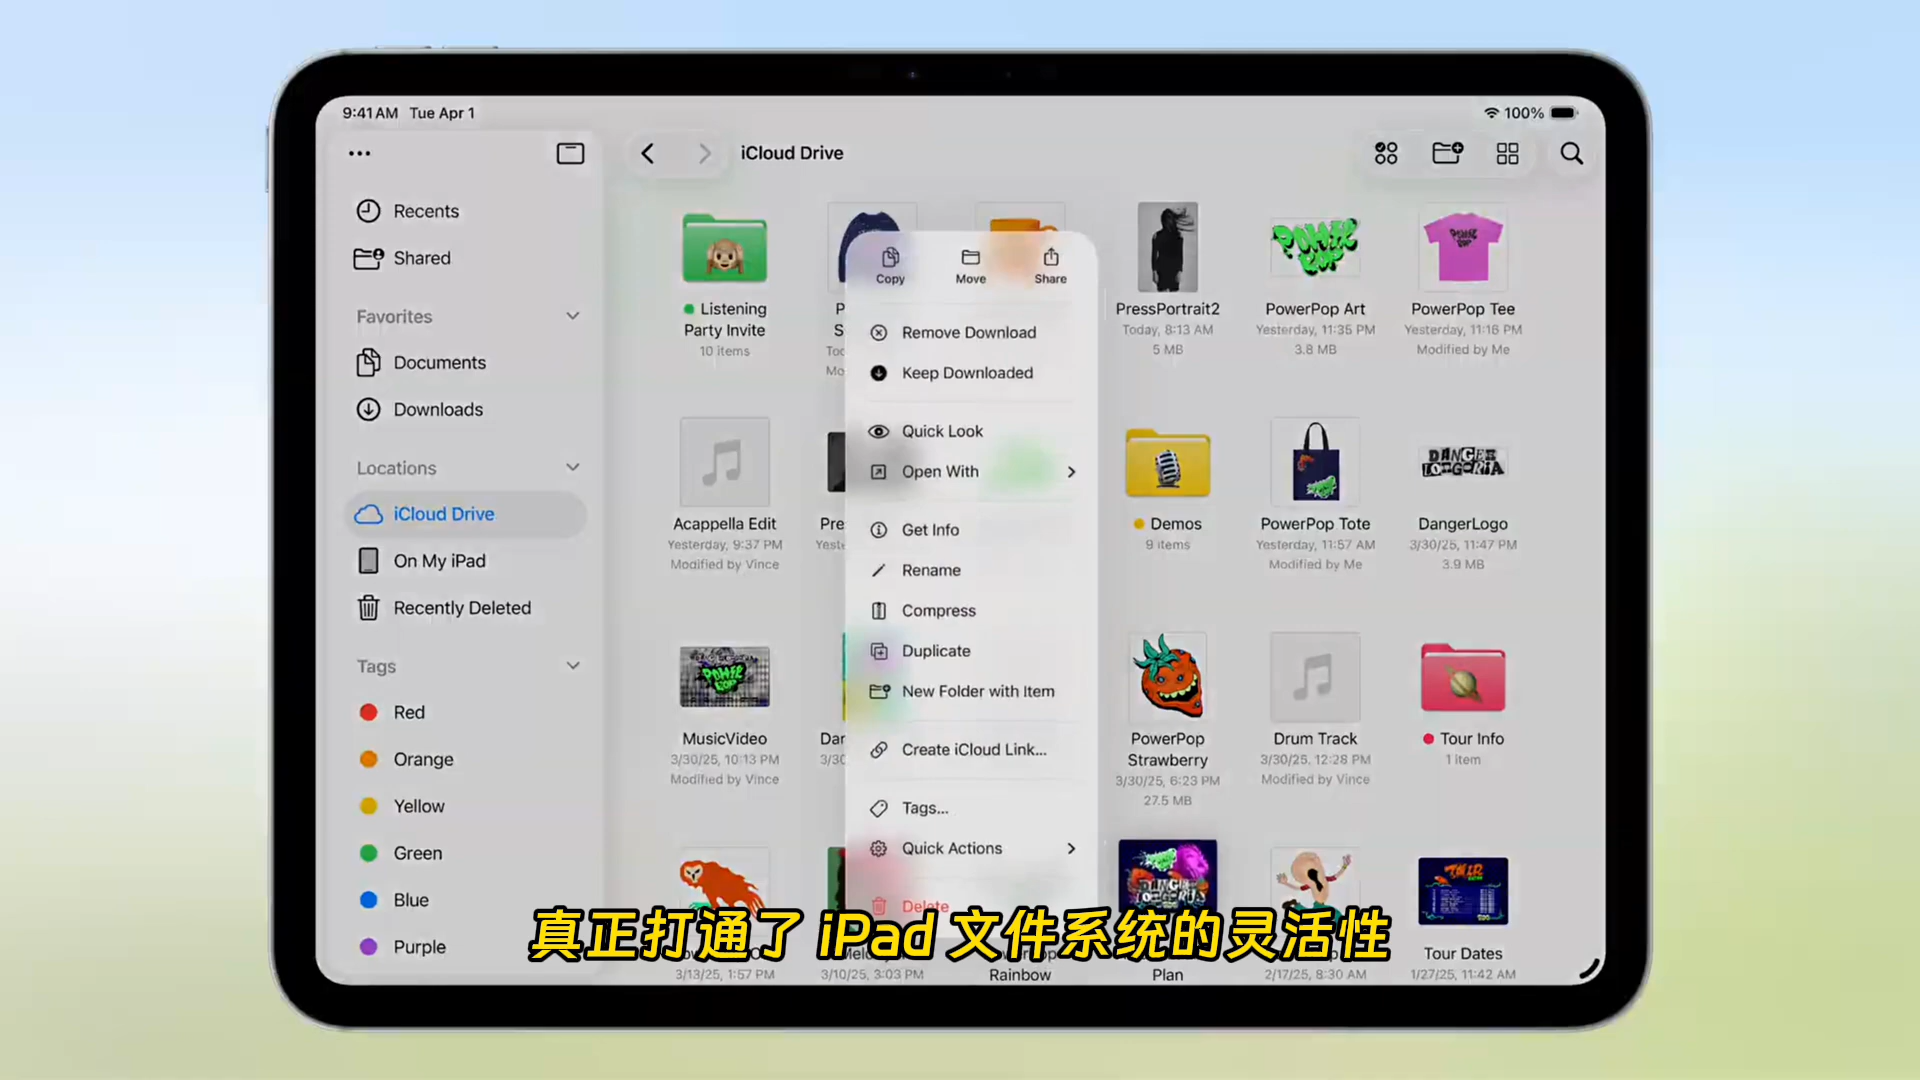 9:41 AM Tue Apr 1
100%
iCloud Drive
Recents
Shared
Favorites
Documents
Downloads
Locations
iCloud Drive
On My iPad
Recently Deleted
Tags
Red
Orange
Yellow
Green
Blue
Purple
Listening
Party Invite
10 items
PressPortrait2
Today, 8:13 AM
5 MB
PowerPop Art
Yesterday, 11:35 PM
3.8 MB
PowerPop Tee
Yesterday, 11:16 PM
Modified by Me
Copy
Move
Share
Remove Download
Keep Downloaded
Quick Look
Open With
Get Info
Rename
Compress
Duplicate
New Folder with Item
Create iCloud Link...
Tags...
Quick Actions
Delete
Acappella Edit
Yesterday, 9:37 PM
Modified by Vince
Demos
9 items
PowerPop Tote
Yesterday, 11:57 AM
Modified by Me
DangerLogo
3/30/25, 11:47 PM
3.9 MB
MusicVideo
3/30/25, 10:13 PM
Modified by Vince
PowerPop
Strawberry
3/30/25, 6:23 PM
27.5 MB
Drum Track
3/30/25, 12:28 PM
Modified by Vince
Tour Info
1 item
3/13/25, 1:57 PM
3/10/25, 3:03 PM
Rainbow
Plan
2/17/25, 8:30 AM
Tour Dates
1/27/25, 11:42 AM
真正打通了 iPad 文件系统的灵活性